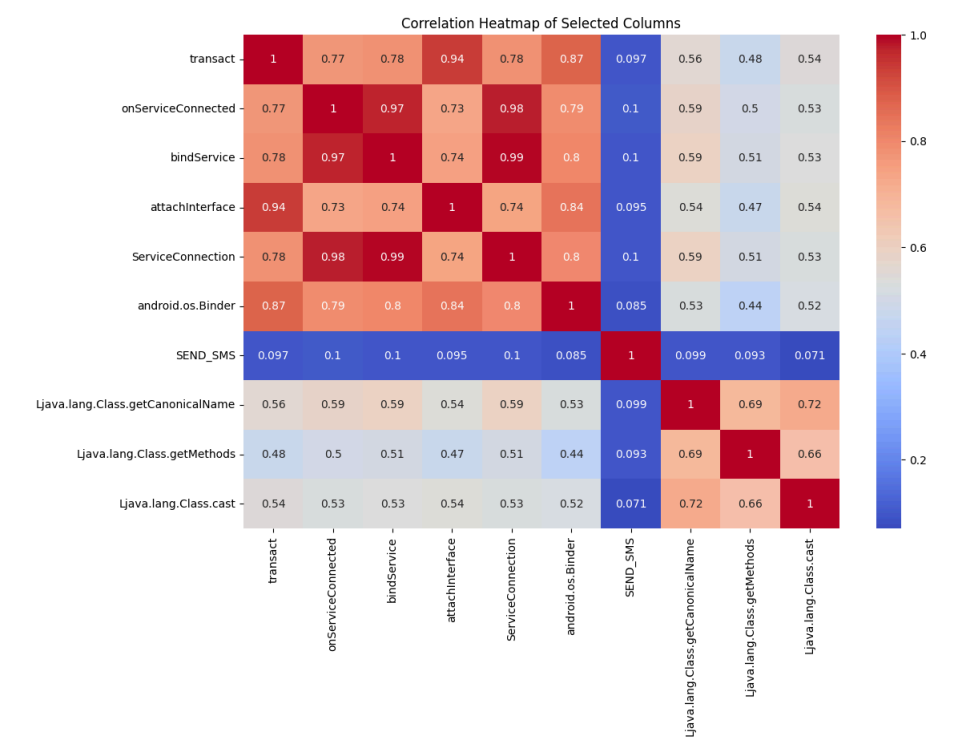 Correlation Heatmap of Selected Columns
transact 1 0.77 0.78 0.94 0.78 0.87 0.097 0.56 0.48 0.54
onServiceConnected 0.77 1 0.97 0.73 0.98 0.79 0.1 0.59 0.5 0.53
bindService 0.78 0.97 1 0.74 0.99 0.8 0.1 0.59 0.51 0.53
attachInterface 0.94 0.73 0.74 1 0.74 0.84 0.095 0.54 0.47 0.54
ServiceConnection 0.78 0.98 0.99 0.74 1 0.8 0.1 0.59 0.51 0.53
android.os.Binder 0.87 0.79 0.8 0.84 0.8 1 0.085 0.53 0.44 0.52
SEND_SMS 0.097 0.1 0.1 0.095 0.1 0.085 1 0.099 0.093 0.071
Ljava.lang.Class.getCanonicalName 0.56 0.59 0.59 0.54 0.59 0.53 0.099 1 0.69 0.72
Ljava.lang.Class.getMethods 0.48 0.5 0.51 0.47 0.51 0.44 0.093 0.69 1 0.66
Ljava.lang.Class.cast 0.54 0.53 0.53 0.54 0.53 0.52 0.071 0.72 0.66 1
transact
onServiceConnected
bindService
attachInterface
ServiceConnection
android.os.Binder
SEND_SMS
Ljava.lang.Class.getCanonicalName
Ljava.lang.Class.getMethods
Ljava.lang.Class.cast
1.0
0.8
0.6
0.4
0.2